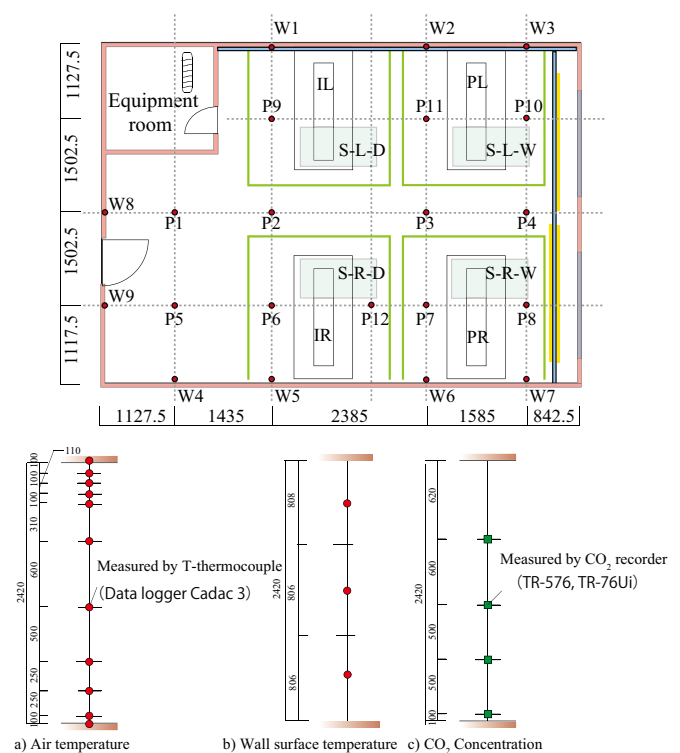 W1
W2
W3
1127.5
1502.5
1502.5
1117.5
Equipment
room
IL
PL
P9
P11
P10
S-L-D
S-L-W
W8
P1
P2
P3
P4
S-R-D
S-R-W
W9
P5
P6
P12
P7
P8
IR
PR
W4
W5
W6
W7
1127.5
1435
2385
1585
842.5
110
100
100
100
310
600
2420
500
250
250
100
Measured by T-thermocouple
(Data logger Cadac 3)
a) Air temperature
808
2420
806
806
b) Wall surface temperature
620
600
2420
500
500
100
Measured by CO2 recorder
(TR-576, TR-76Ui)
c) CO2 Concentration